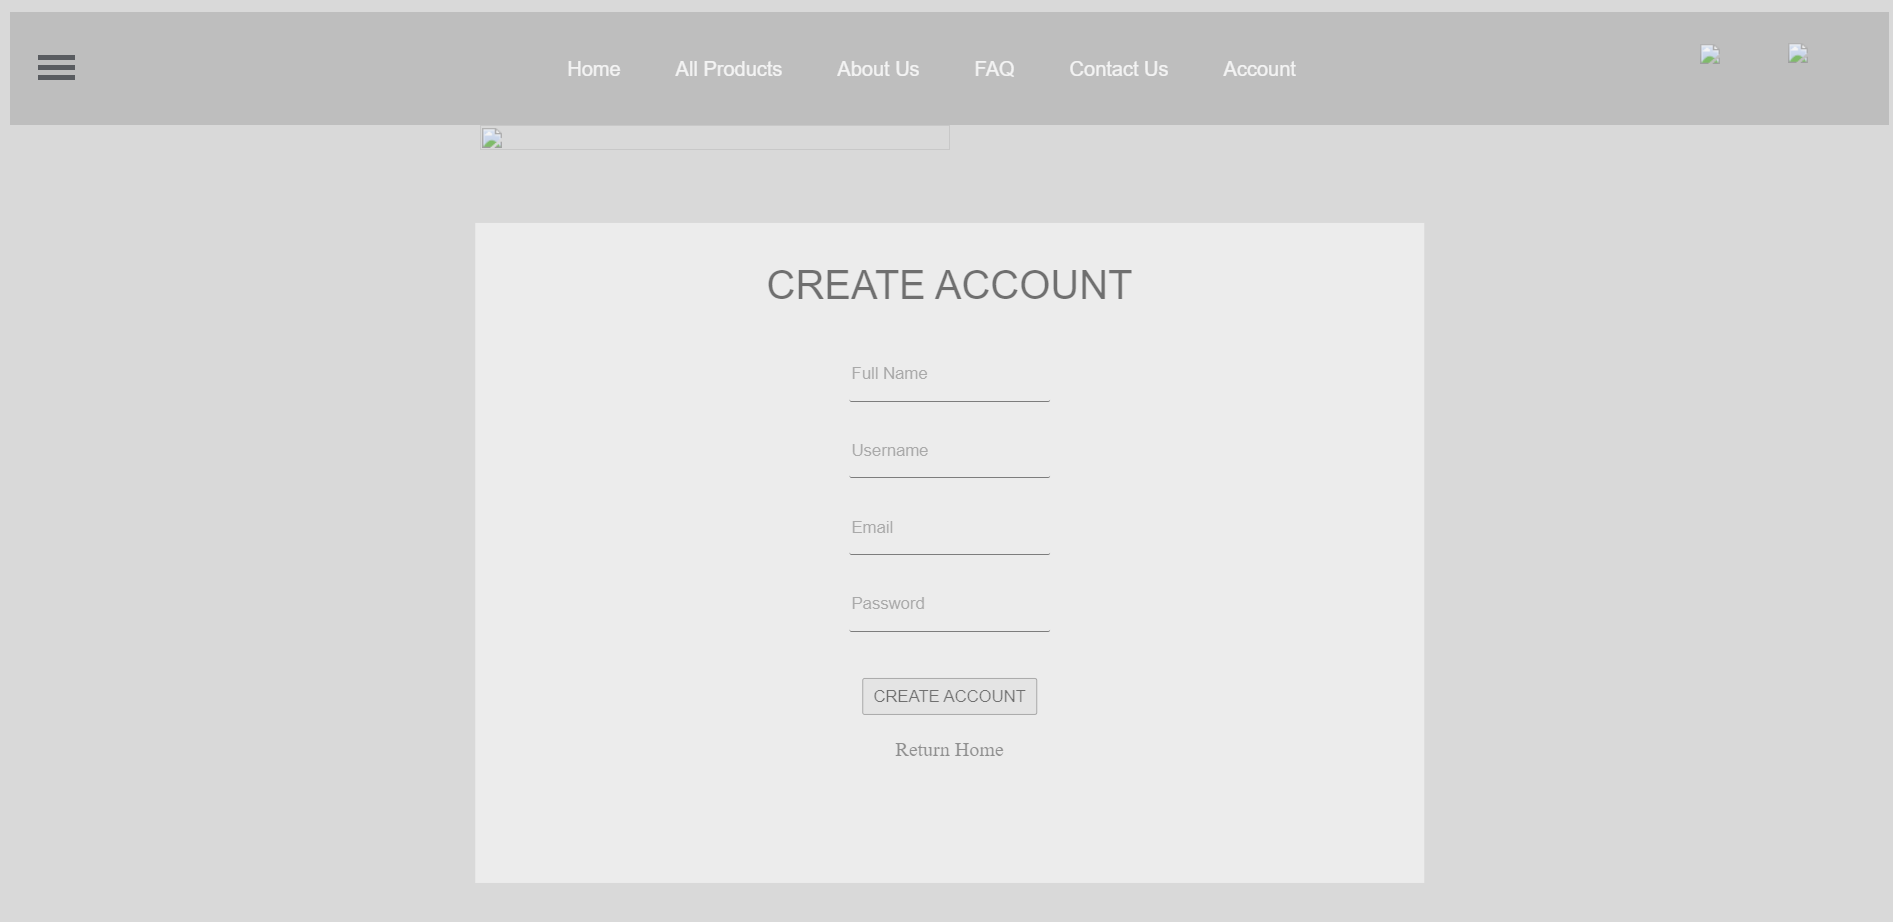 Home All Products About Us FAQ Contact Us Account
CREATE ACCOUNT
Full Name
Username
Email
Password
CREATE ACCOUNT
Return Home